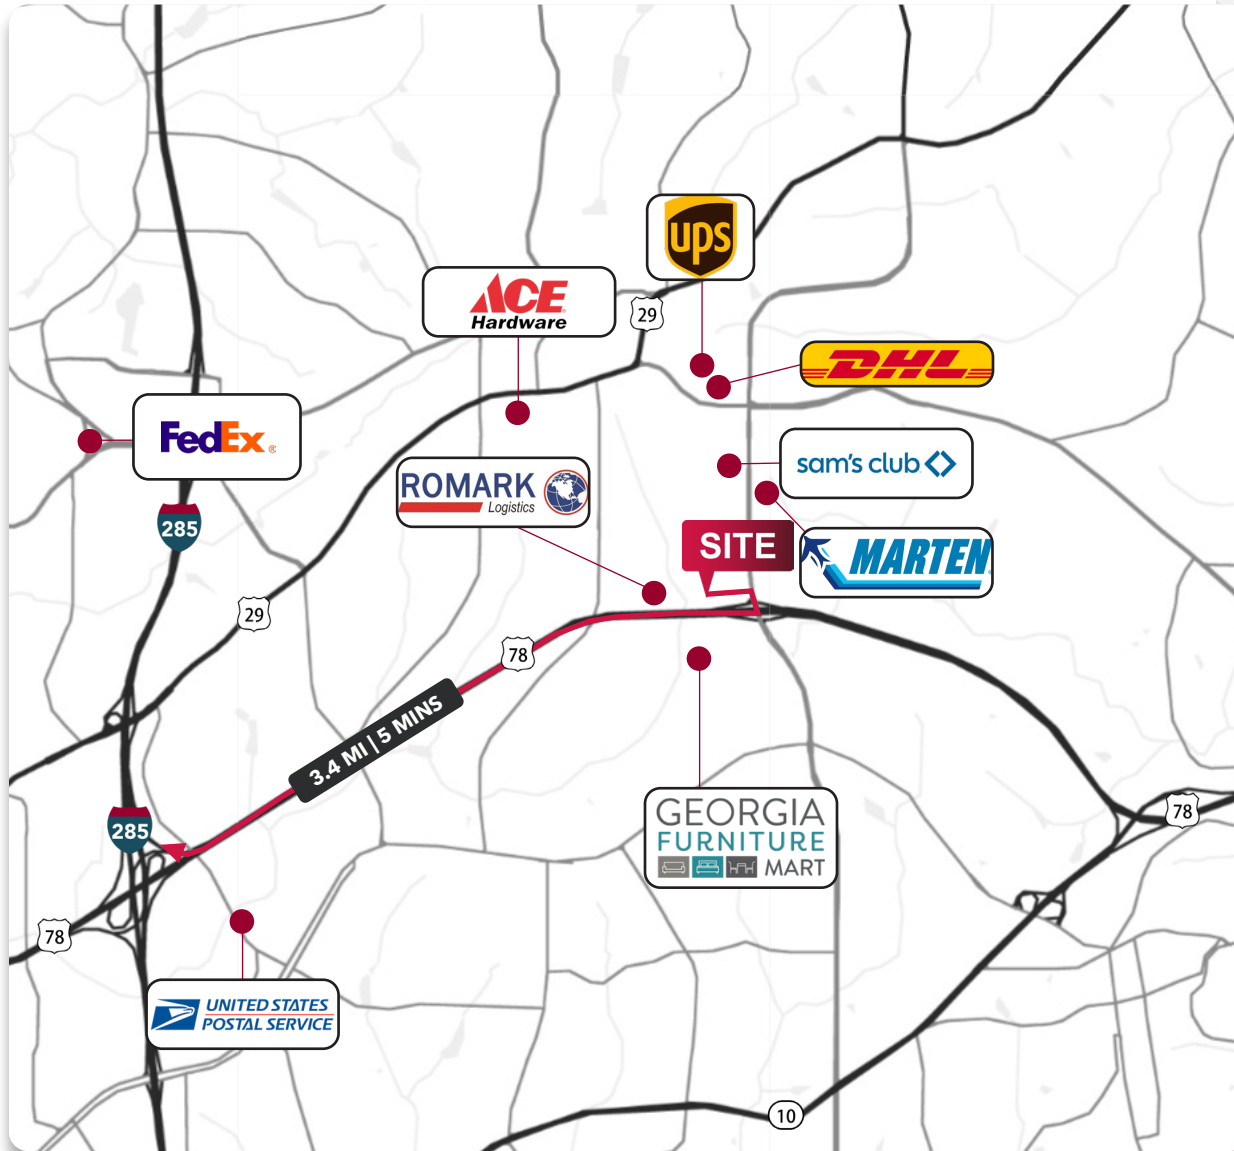 ups
ACE
Hardware
29
DHL
FedEx
sam's club
ROMARK
Logistics
285
SITE
MARTEN
29
78
3.4 MI | 5 MINS
GEORGIA
FURNITURE
MART
285
78
78
UNITED STATES
POSTAL SERVICE
10